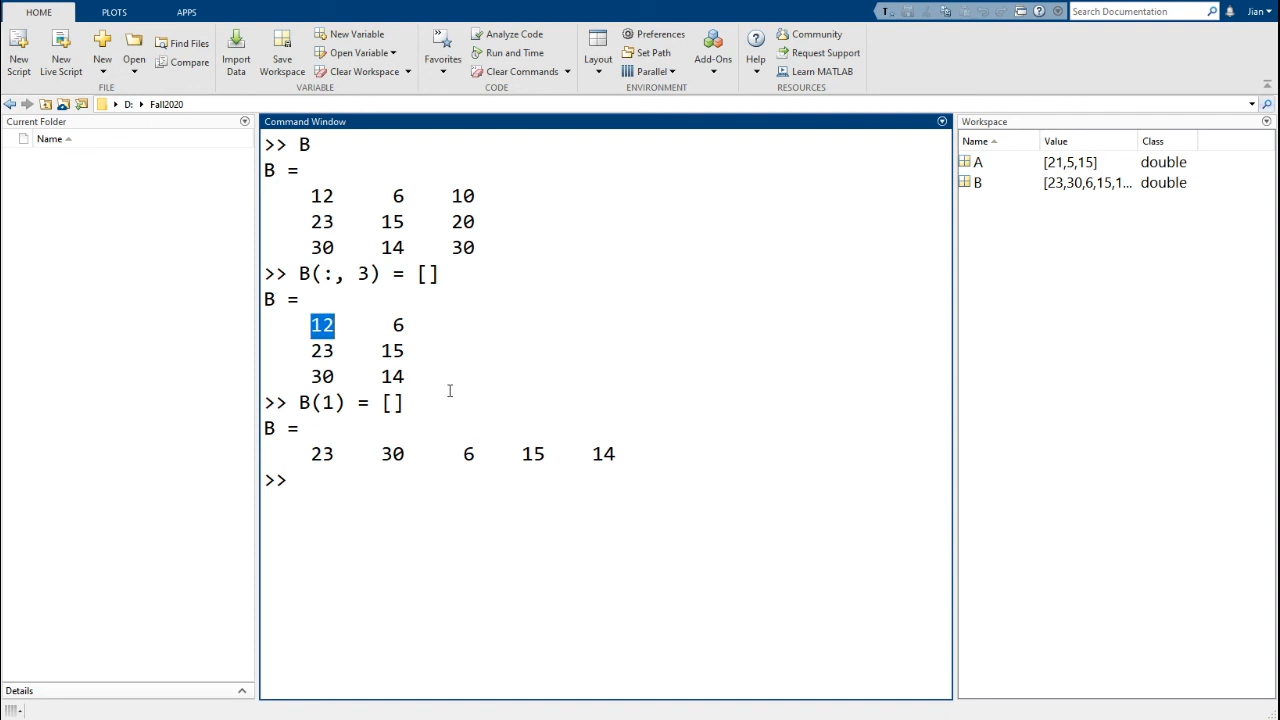 HOME PLOTS APPS
Search Documentation
Jian
New Script
New Live Script
New
Open
Find Files
Compare
Import Data
Save Workspace
New Variable
Open Variable
Clear Workspace
Favorites
Analyze Code
Run and Time
Clear Commands
Layout
Preferences
Set Path
Parallel
Add-Ons
Help
Community
Request Support
Learn MATLAB
FILE VARIABLE CODE ENVIRONMENT RESOURCES
D: Fall2020
Current Folder
Name
Details
Command Window
>> B
B =
12 6 10
23 15 20
30 14 30
>> B(:, 3) = []
B =
12 6
23 15
30 14
>> B(1) = []
B =
23 30 6 15 14
>>
Workspace
Name Value Class
A [21,5,15] double
B [23,30,6,15,1... double